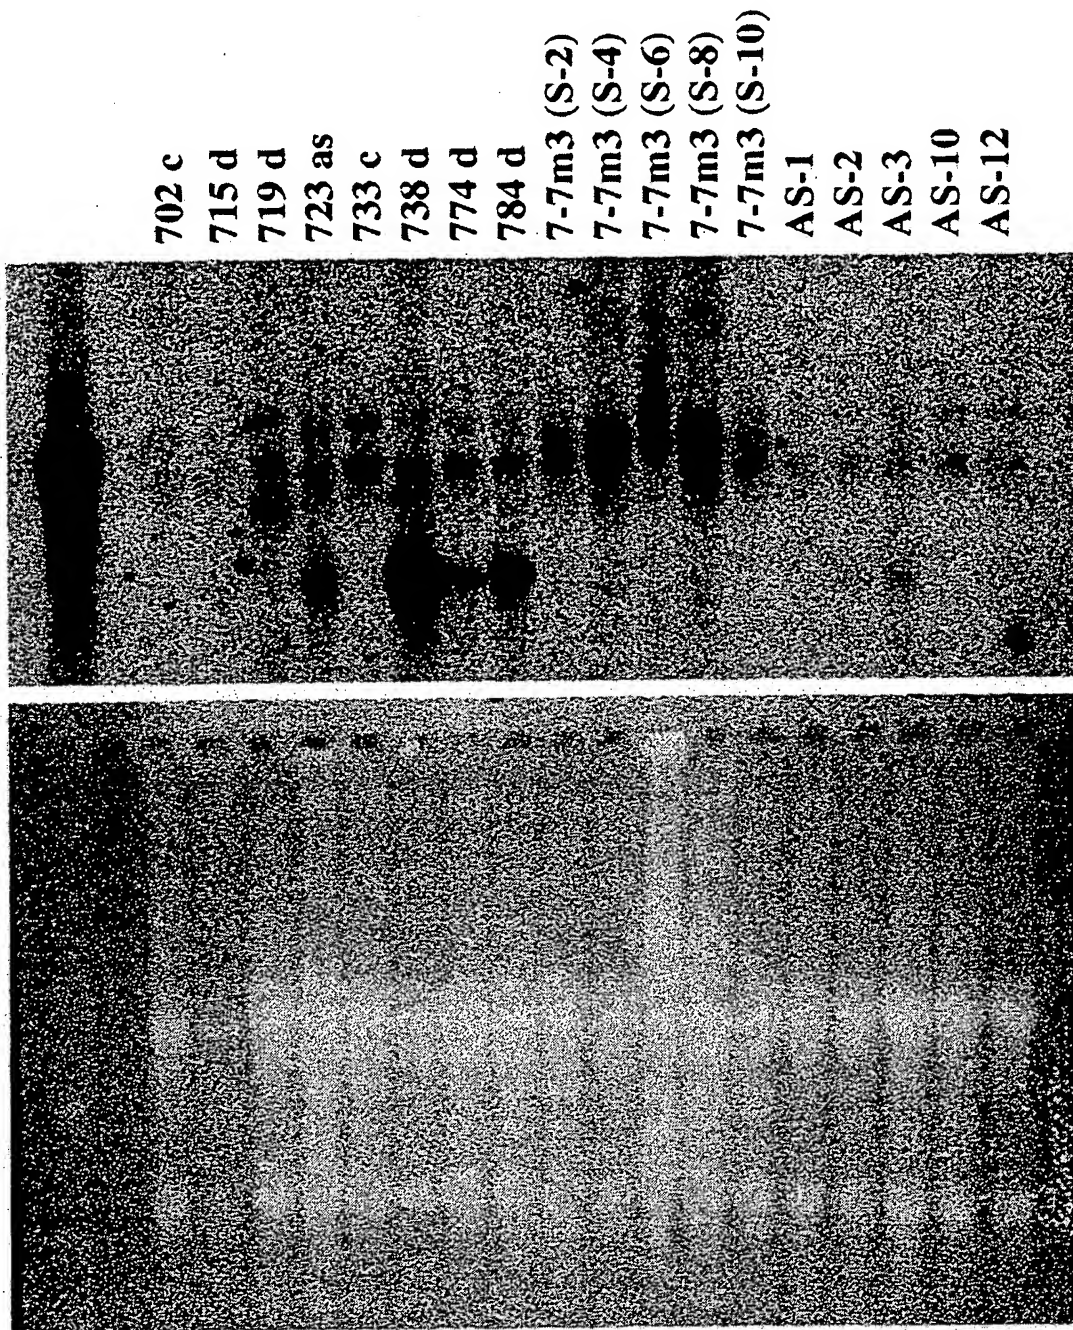 702 c
715 d
719 d
723 as
733 c
738 d
774 d
784 d
7-7m3 (S-2)
7-7m3 (S-4)
7-7m3 (S-6)
7-7m3 (S-8)
7-7m3 (S-10)
AS-1
AS-2
AS-3
AS-10
AS-12